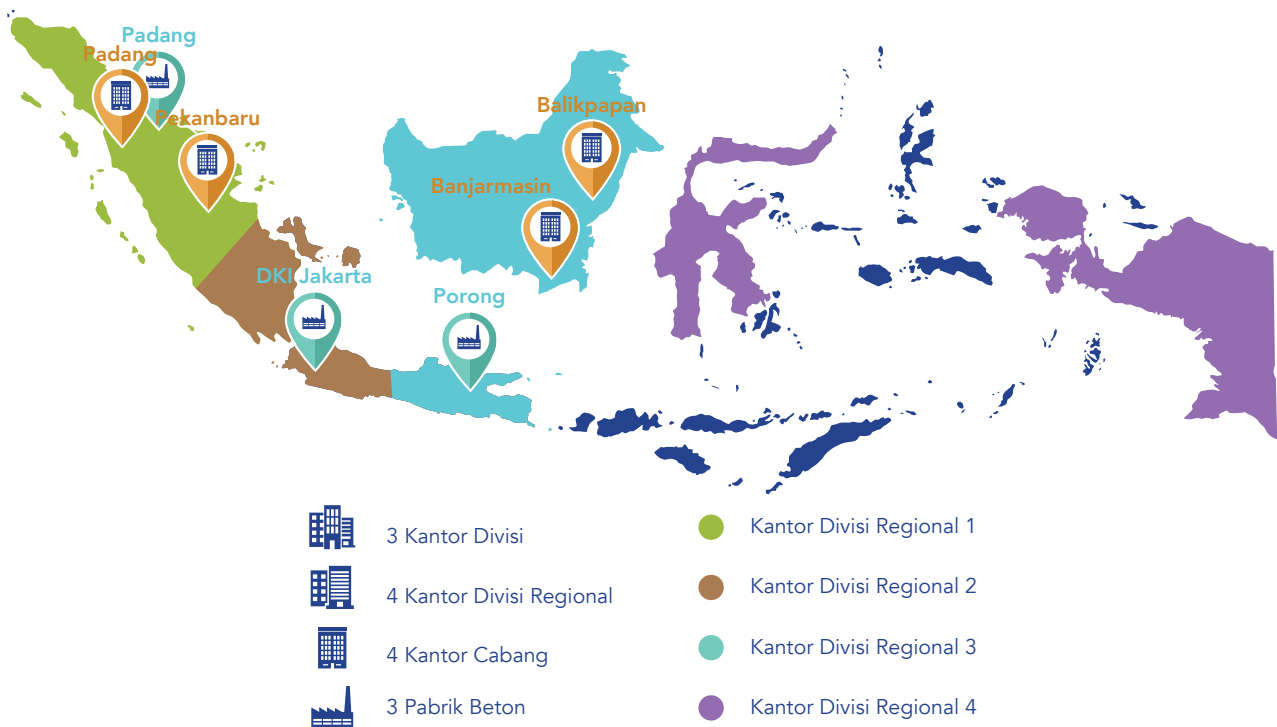 Padang
Padang
Pekanbaru
Balikpapan
Banjarmasin
DKI Jakarta
Porong
3 Kantor Divisi
4 Kantor Divisi Regional
4 Kantor Cabang
3 Pabrik Beton
Kantor Divisi Regional 1
Kantor Divisi Regional 2
Kantor Divisi Regional 3
Kantor Divisi Regional 4